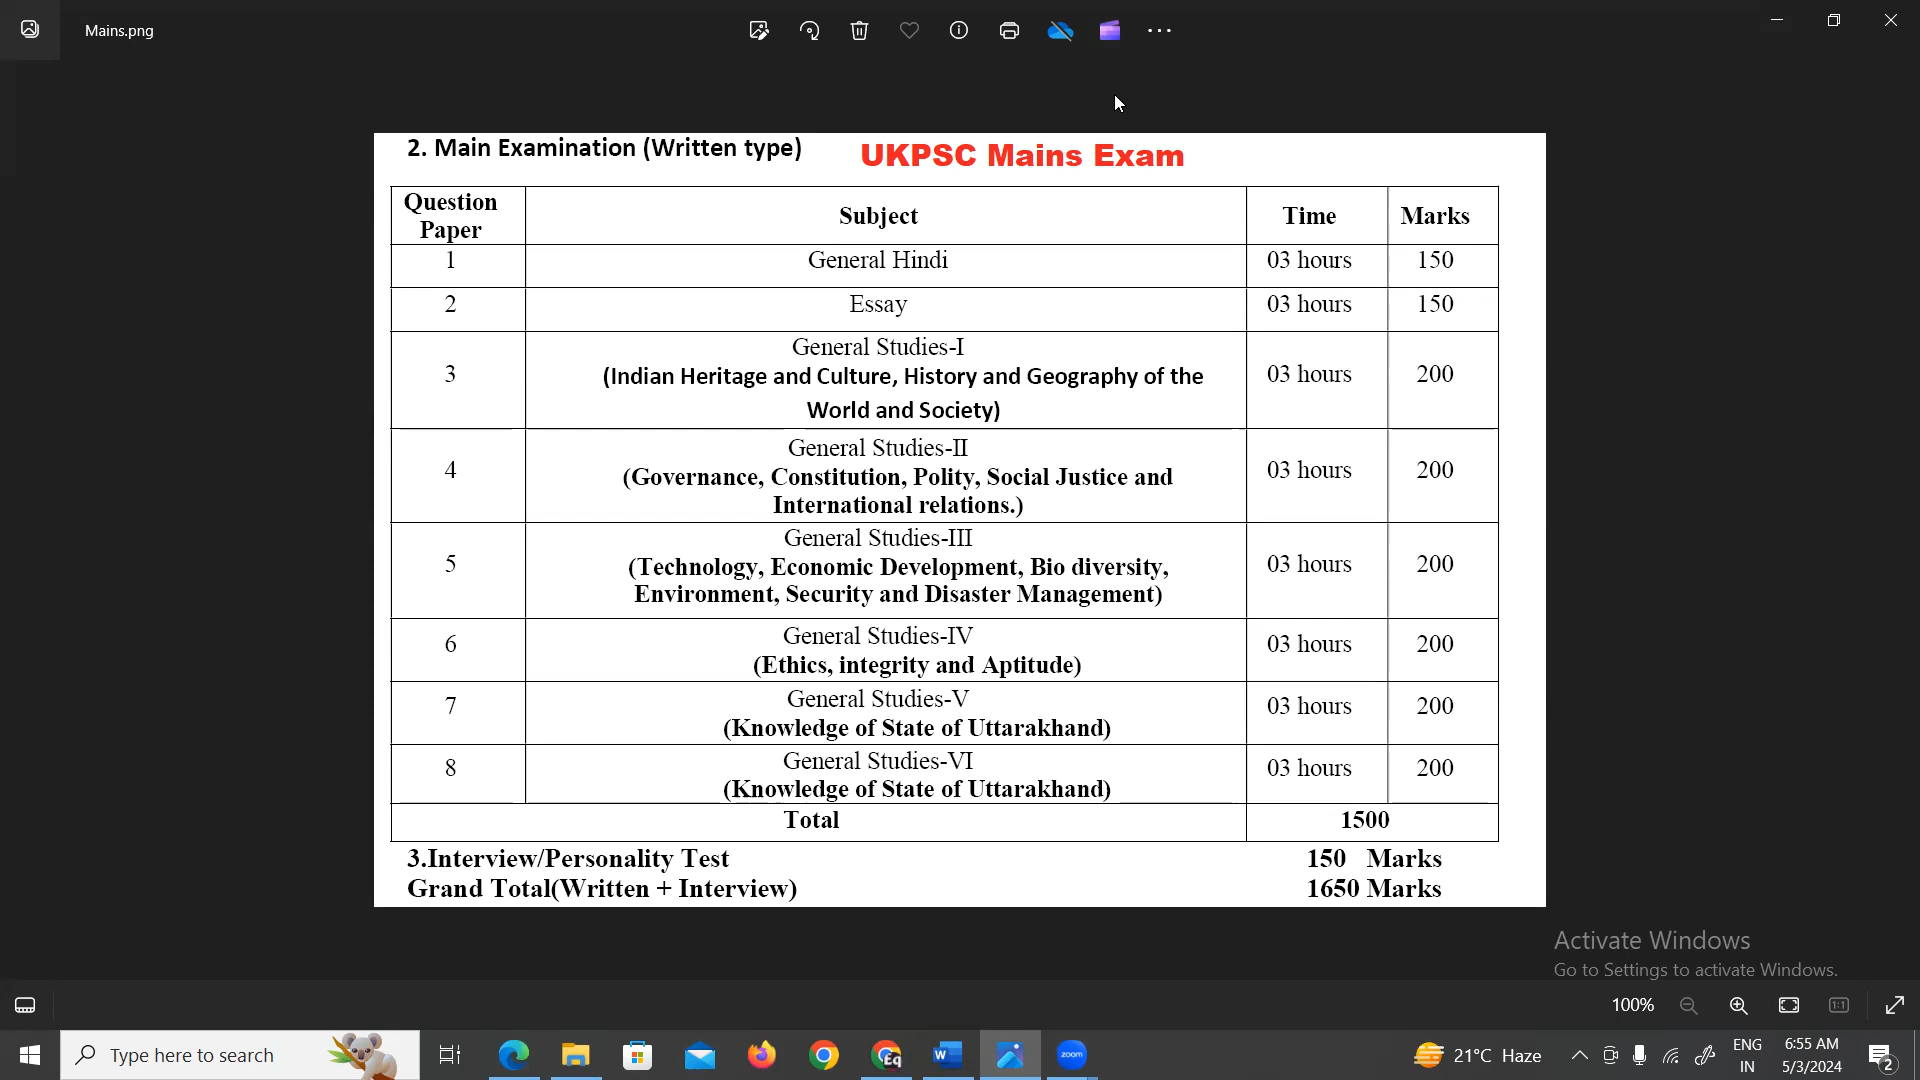 Mains.png
2. Main Examination (Written type)
UKPSC Mains Exam
Question Paper Subject Time Marks
1 General Hindi 03 hours 150
2 Essay 03 hours 150
General Studies-I
3 (Indian Heritage and Culture, History and Geography of the 03 hours 200
World and Society)
General Studies-II
4 (Governance, Constitution, Polity, Social Justice and 03 hours 200
International relations.)
General Studies-III
5 (Technology, Economic Development, Bio diversity, 03 hours 200
Environment, Security and Disaster Management)
6 General Studies-IV 03 hours 200
(Ethics, integrity and Aptitude)
7 General Studies-V 03 hours 200
(Knowledge of State of Uttarakhand)
8 General Studies-VI 03 hours 200
(Knowledge of State of Uttarakhand)
Total 1500
3.Interview/Personality Test 150 Marks
Grand Total(Written + Interview) 1650 Marks
Activate Windows
Go to Settings to activate Windows.
100% 1:1
Type here to search
Eq
W
zoom
21°C Haze
ENG
IN
6:55 AM
5/3/2024
2